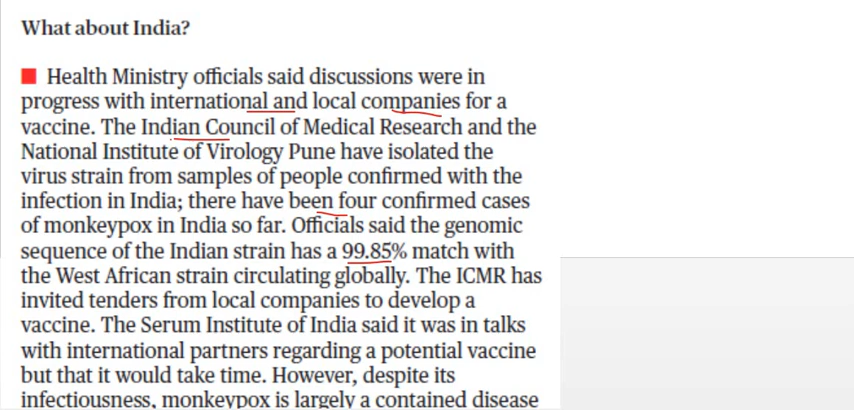 What about India?
Health Ministry officials said discussions were in
progress with international and local companies for a
vaccine. The Indian Council of Medical Research and the
National Institute of Virology Pune have isolated the
virus strain from samples of people confirmed with the
infection in India; there have been four confirmed cases
of monkeypox in India so far. Officials said the genomic
sequence of the Indian strain has a 99.85% match with
the West African strain circulating globally. The ICMR has
invited tenders from local companies to develop a
vaccine. The Serum Institute of India said it was in talks
with international partners regarding a potential vaccine
but that it would take time. However, despite its
infectiousness, monkeypox is largely a contained disease